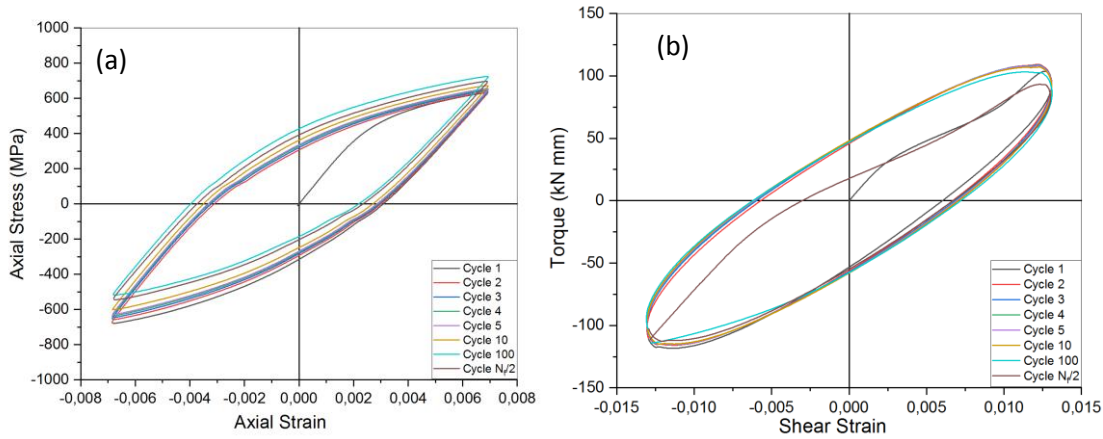 (a)
Axial Stress (MPa)
1000
800
600
400
200
0
-200
-400
-600
-800
-1000
-0,008 -0,006 -0,004 -0,002 0,000 0,002 0,004 0,006 0,008
Axial Strain
Cycle 1
Cycle 2
Cycle 3
Cycle 4
Cycle 5
Cycle 10
Cycle 100
Cycle Nf/2
(b)
Torque (kN mm)
150
100
50
0
-50
-100
-150
-0,015 -0,010 -0,005 0,000 0,005 0,010 0,015
Shear Strain
Cycle 1
Cycle 2
Cycle 3
Cycle 4
Cycle 5
Cycle 10
Cycle 100
Cycle Nf/2